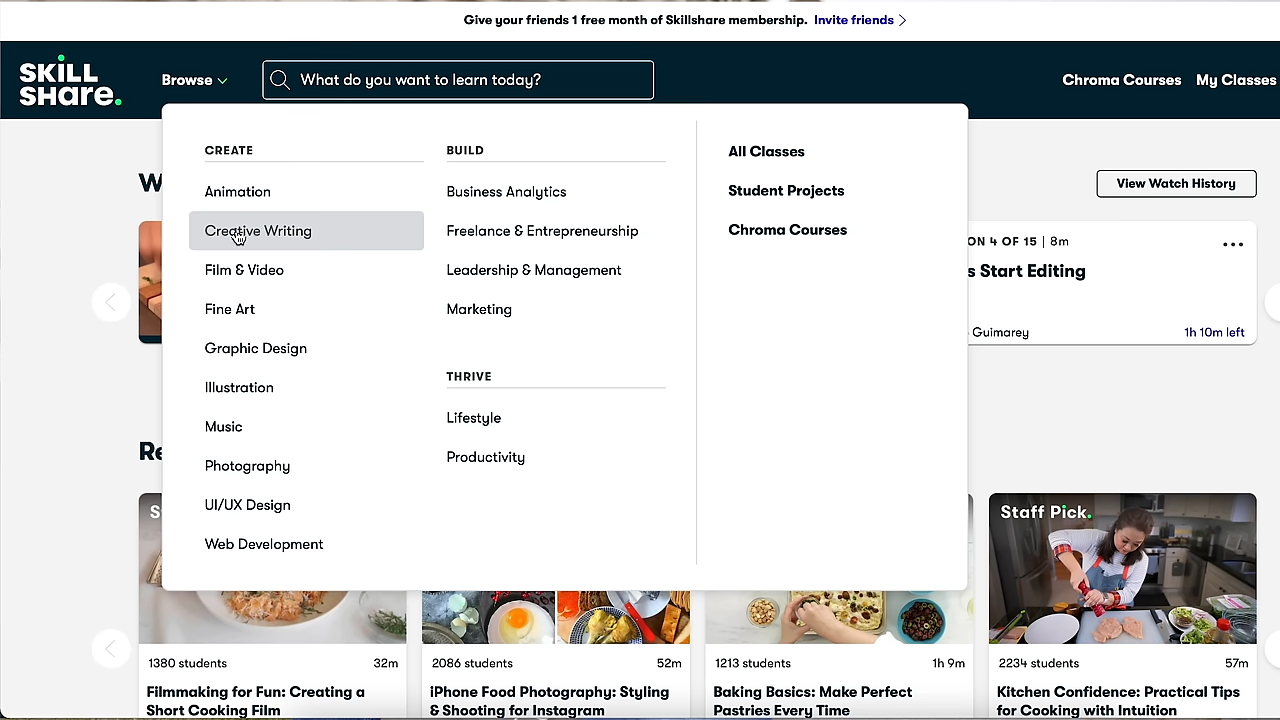 Give your friends 1 free month of Skillshare membership. Invite friends
SKILL
SHare.
Browse
What do you want to learn today?
Chroma Courses
My Classes
CREATE
Animation
Creative Writing
Film & Video
Fine Art
Graphic Design
Illustration
Music
Photography
UI/UX Design
Web Development
BUILD
Business Analytics
Freelance & Entrepreneurship
Leadership & Management
Marketing
THRIVE
Lifestyle
Productivity
All Classes
Student Projects
Chroma Courses
View Watch History
ON 4 OF 15 | 8m
s Start Editing
Guimarey
1h 10m left
Staff Pick.
1380 students
32m
Filmmaking for Fun: Creating a
Short Cooking Film
2086 students
52m
iPhone Food Photography: Styling
& Shooting for Instagram
1213 students
1h 9m
Baking Basics: Make Perfect
Pastries Every Time
2234 students
57m
Kitchen Confidence: Practical Tips
for Cooking with Intuition